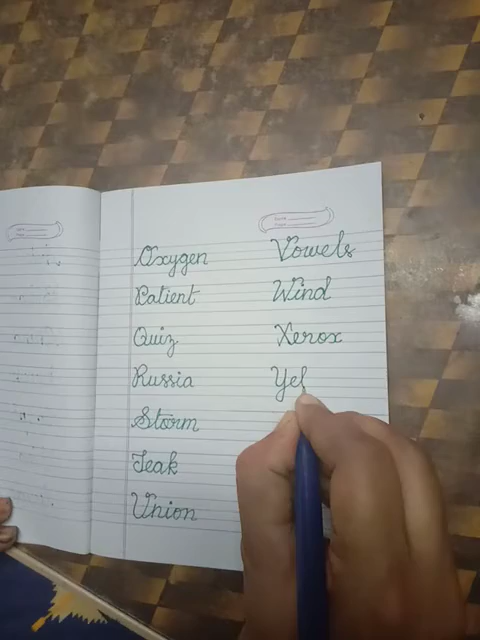 Oxygen
Patient
Quiz
Russia
Storm
Teak
Union
Vowels
Wind
Xerox
Yel